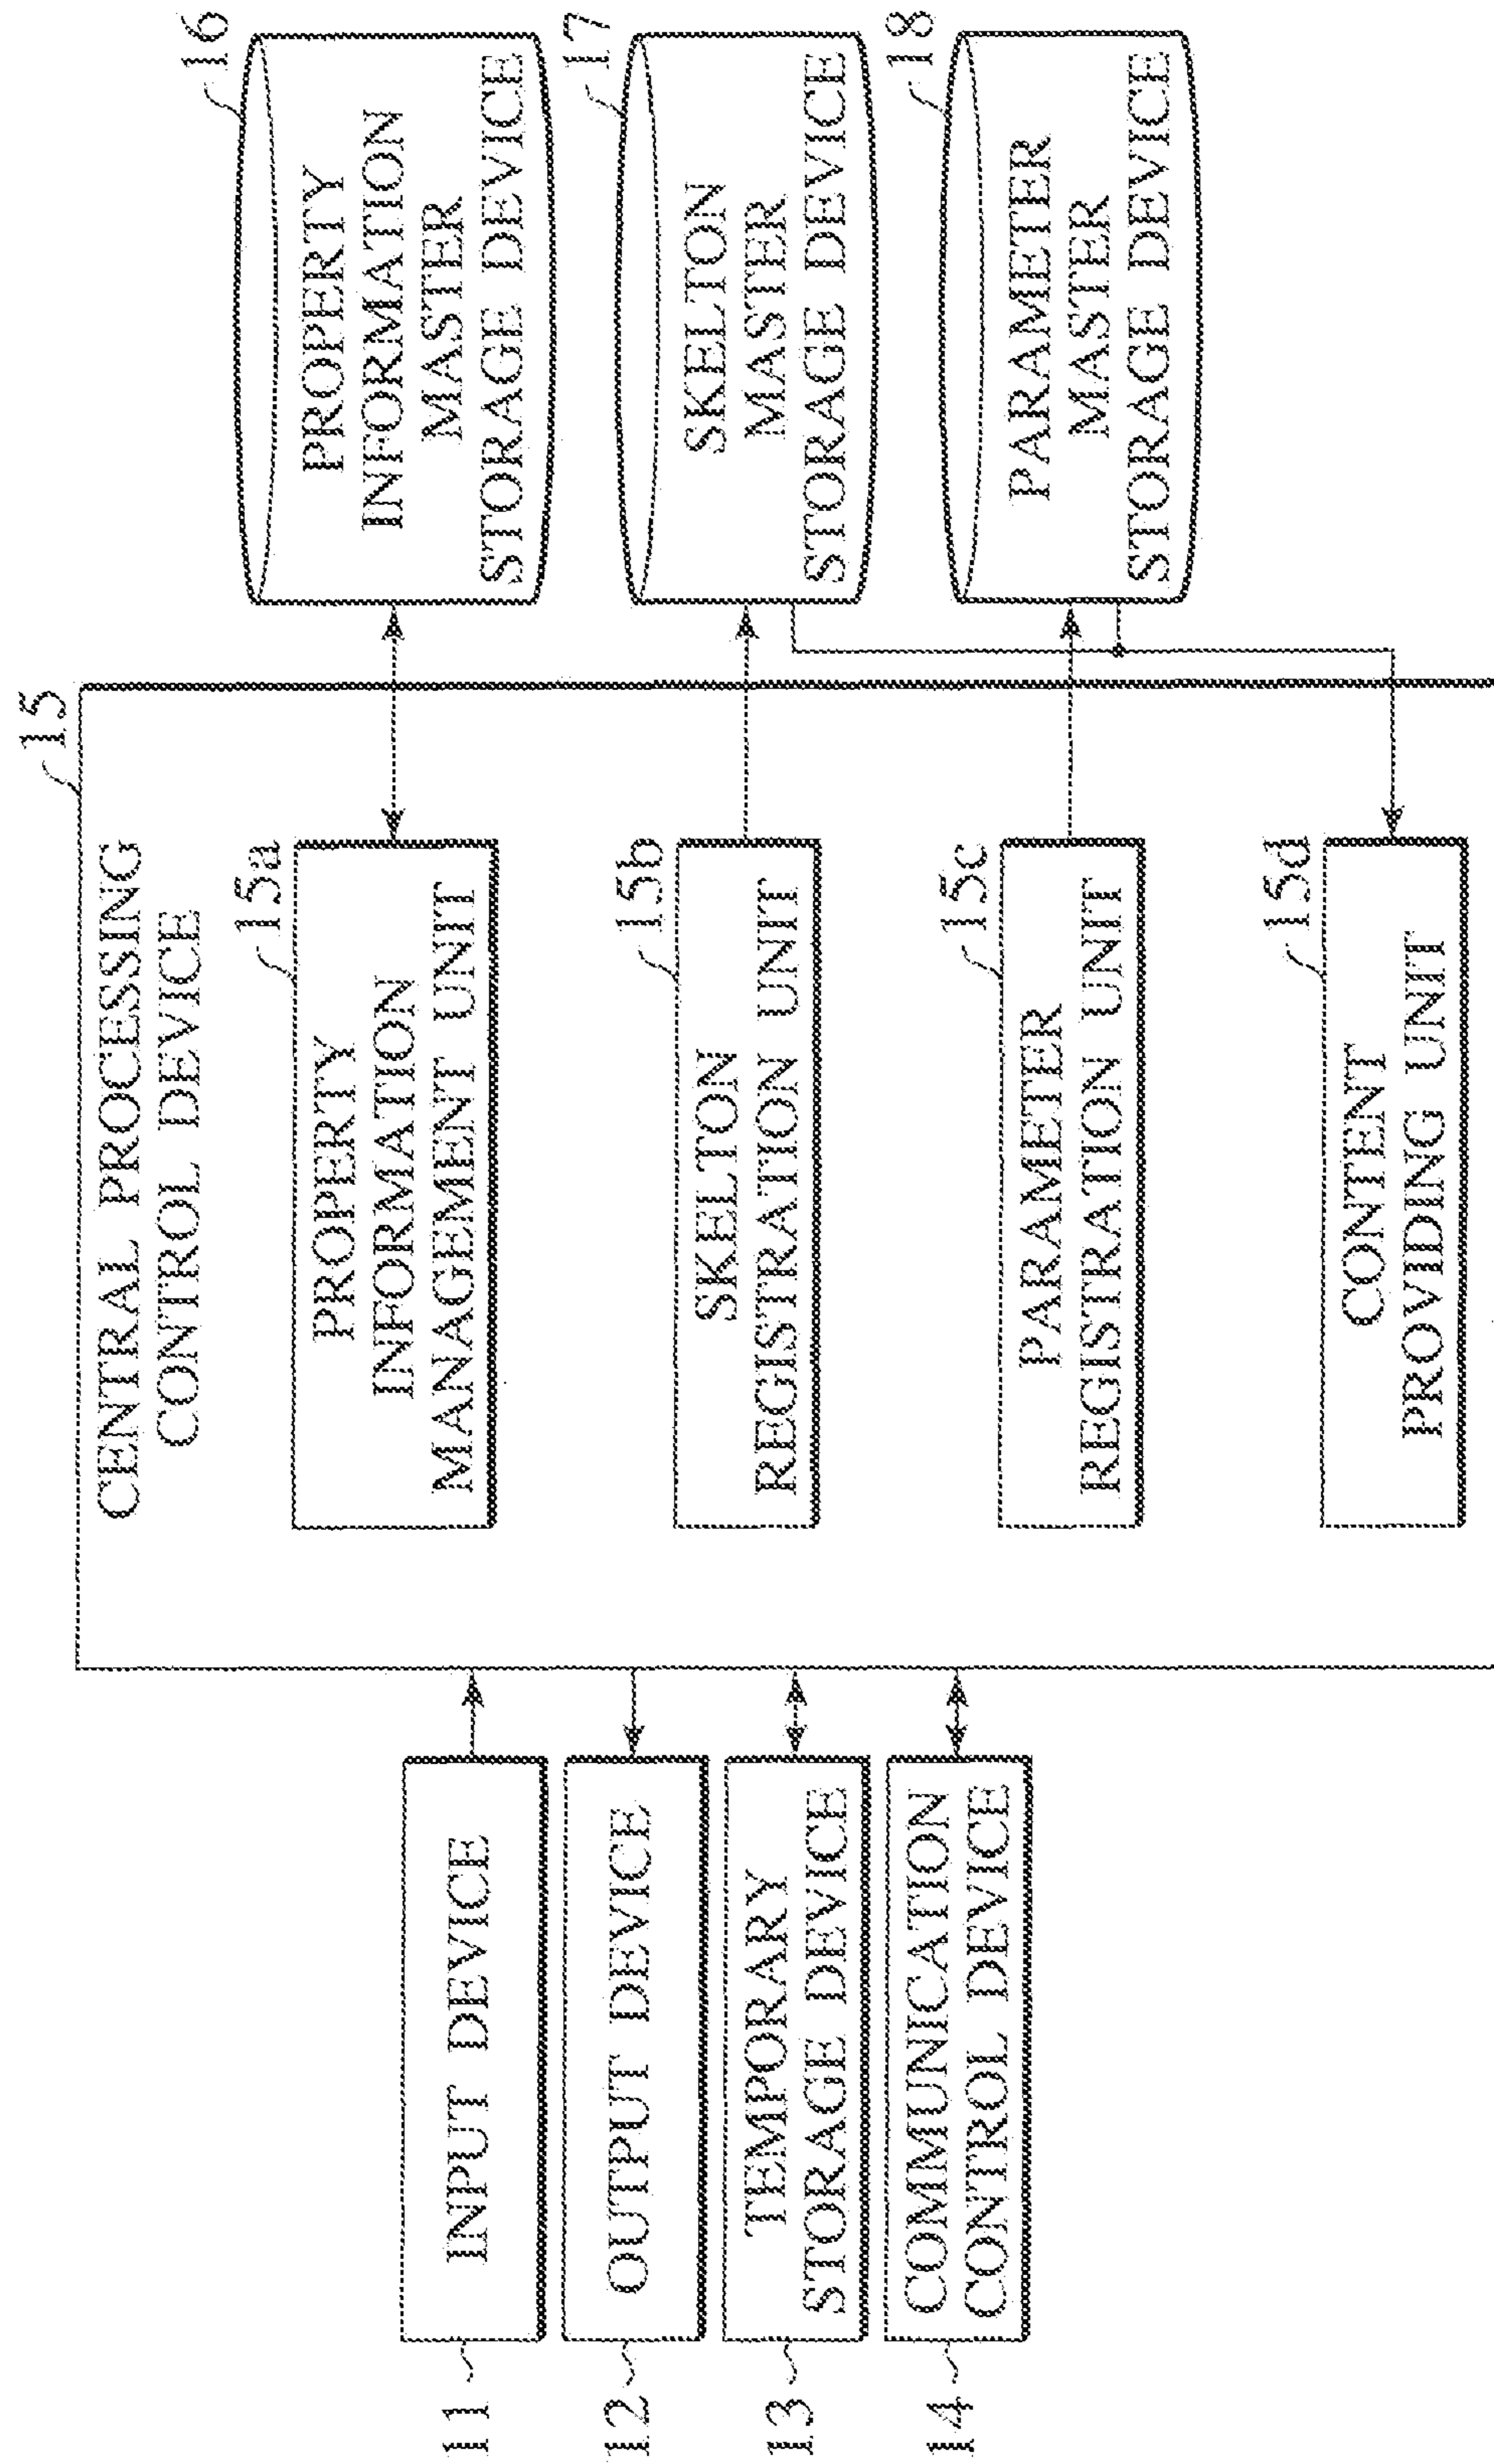 11
INPUT DEVICE
12
OUTPUT DEVICE
13
TEMPORARY
STORAGE DEVICE
14
COMMUNICATION
CONTROL DEVICE
15
CENTRAL PROCESSING
CONTROL DEVICE
15a
PROPERTY
INFORMATION
MANAGEMENT UNIT
15b
SKELTON
REGISTRATION UNIT
15c
PARAMETER
REGISTRATION UNIT
15d
CONTENT
PROVIDING UNIT
16
PROPERTY
INFORMATION
MASTER
STORAGE DEVICE
17
SKELTON
MASTER
STORAGE DEVICE
18
PARAMETER
MASTER
STORAGE DEVICE